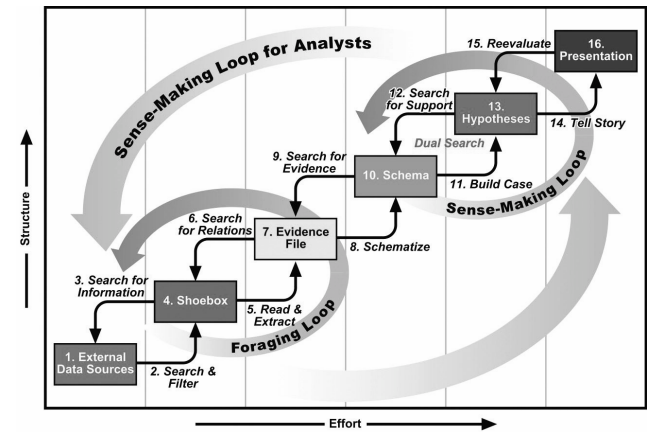 Sense-Making Loop for Analysts
15. Reevaluate
16.
Presentation
12. Search
for Support
13.
Hypotheses
14. Tell Story
Dual Search
9. Search for
Evidence
10. Schema
11. Build Case
Sense-Making Loop
6. Search
for Relations
7. Evidence
File
8. Schematize
3. Search for
Information
4. Shoebox
5. Read &
Extract
Foraging Loop
1. External
Data Sources
2. Search &
Filter
Structure
Effort